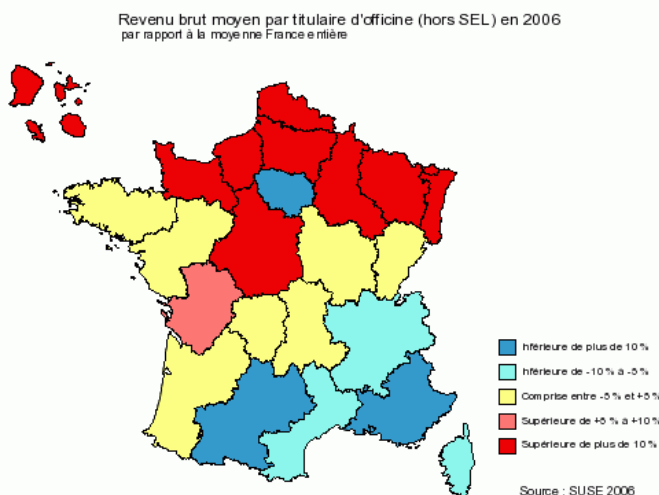 Revenu brut moyen par titulaire d'officine (hors SEL) en 2006
par rapport à la moyenne France entière
Inférieure de plus de 10%
Inférieure de -10% à -5%
Comprise entre -5% et +5%
Supérieure de +5% à +10%
Supérieure de plus de 10%
Source : SUSE 2006